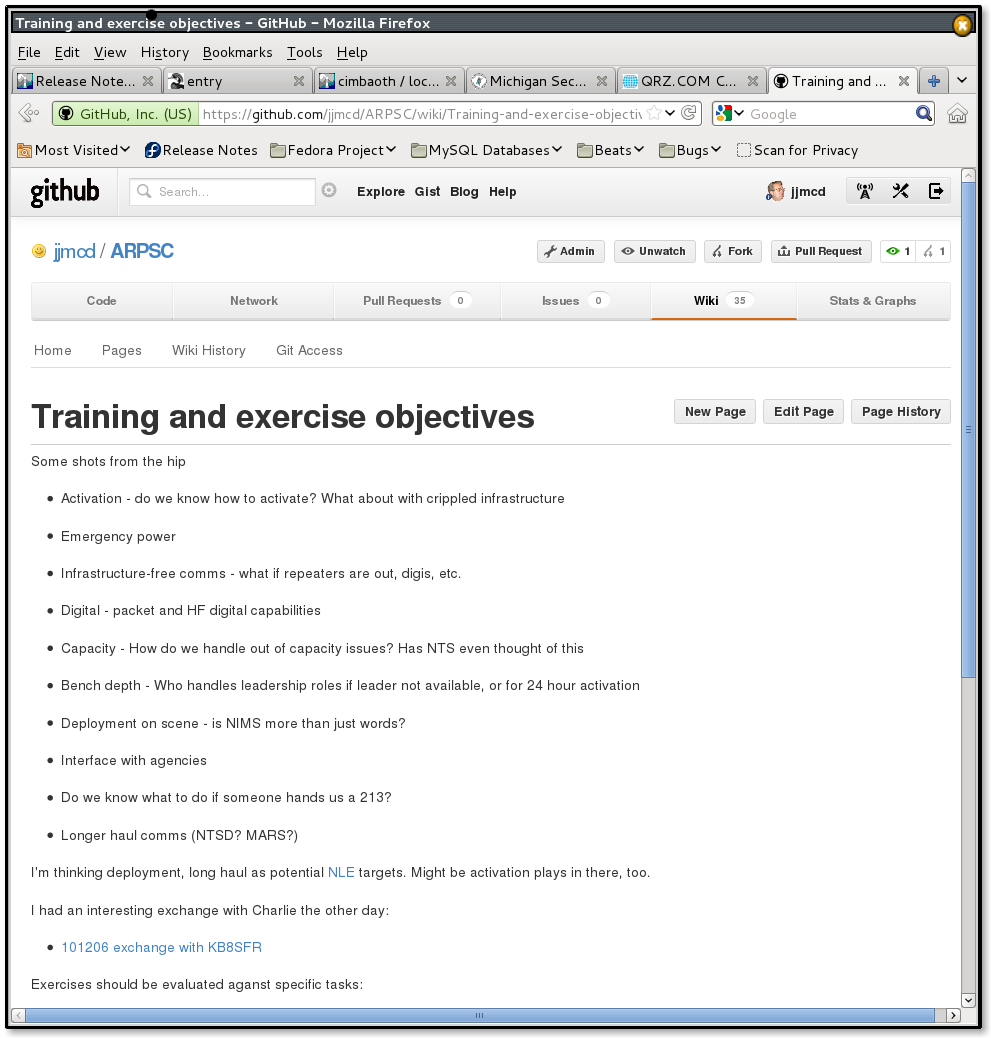 Training and exercise objectives - GitHub - Mozilla Firefox
File Edit View History Bookmarks Tools Help
Release Note... entry cimbaoth / loc... Michigan Sec... QRZ.COM C... Training and ...
GitHub, Inc. (US) https://github.com/jjmcd/ARPSC/wiki/Training-and-exercise-objectiv Google
Most Visited Release Notes Fedora Project MySQL Databases Beats Bugs Scan for Privacy
github Search... Explore Gist Blog Help jjmcd
jjmcd / ARPSC Admin Unwatch Fork Pull Request 1 1
Code Network Pull Requests 0 Issues 0 Wiki 35 Stats & Graphs
Home Pages Wiki History Git Access
Training and exercise objectives New Page Edit Page Page History
Some shots from the hip
• Activation - do we know how to activate? What about with crippled infrastructure
• Emergency power
• Infrastructure-free comms - what if repeaters are out, digis, etc.
• Digital - packet and HF digital capabilities
• Capacity - How do we handle out of capacity issues? Has NTS even thought of this
• Bench depth - Who handles leadership roles if leader not available, or for 24 hour activation
• Deployment on scene - is NIMS more than just words?
• Interface with agencies
• Do we know what to do if someone hands us a 213?
• Longer haul comms (NTSD? MARS?)
I'm thinking deployment, long haul as potential NLE targets. Might be activation plays in there, too.
I had an interesting exchange with Charlie the other day:
• 101206 exchange with KB8SFR
Exercises should be evaluated aganst specific tasks: